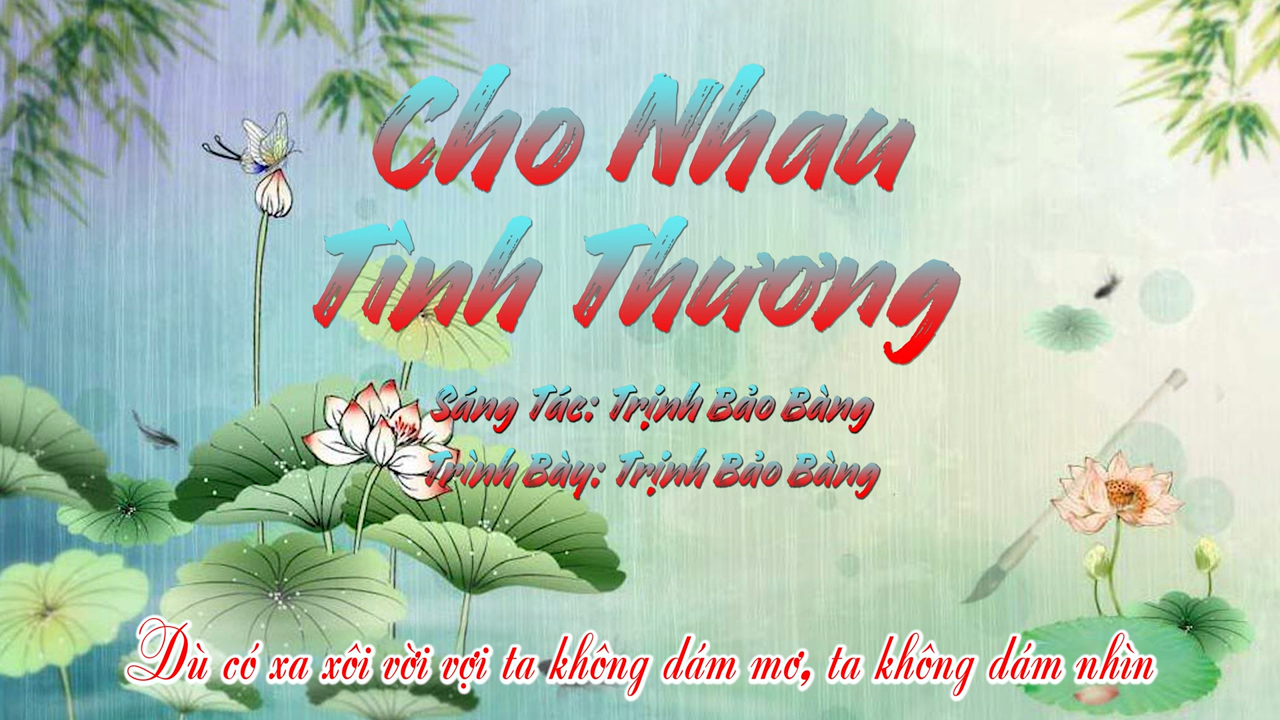 Cho Nhau
Tình Thương
Sáng Tác: Trịnh Bảo Bàng
Trình Bày: Trịnh Bảo Bàng
Dù có xa xôi vời vợi ta không dám mơ, ta không dám nhìn